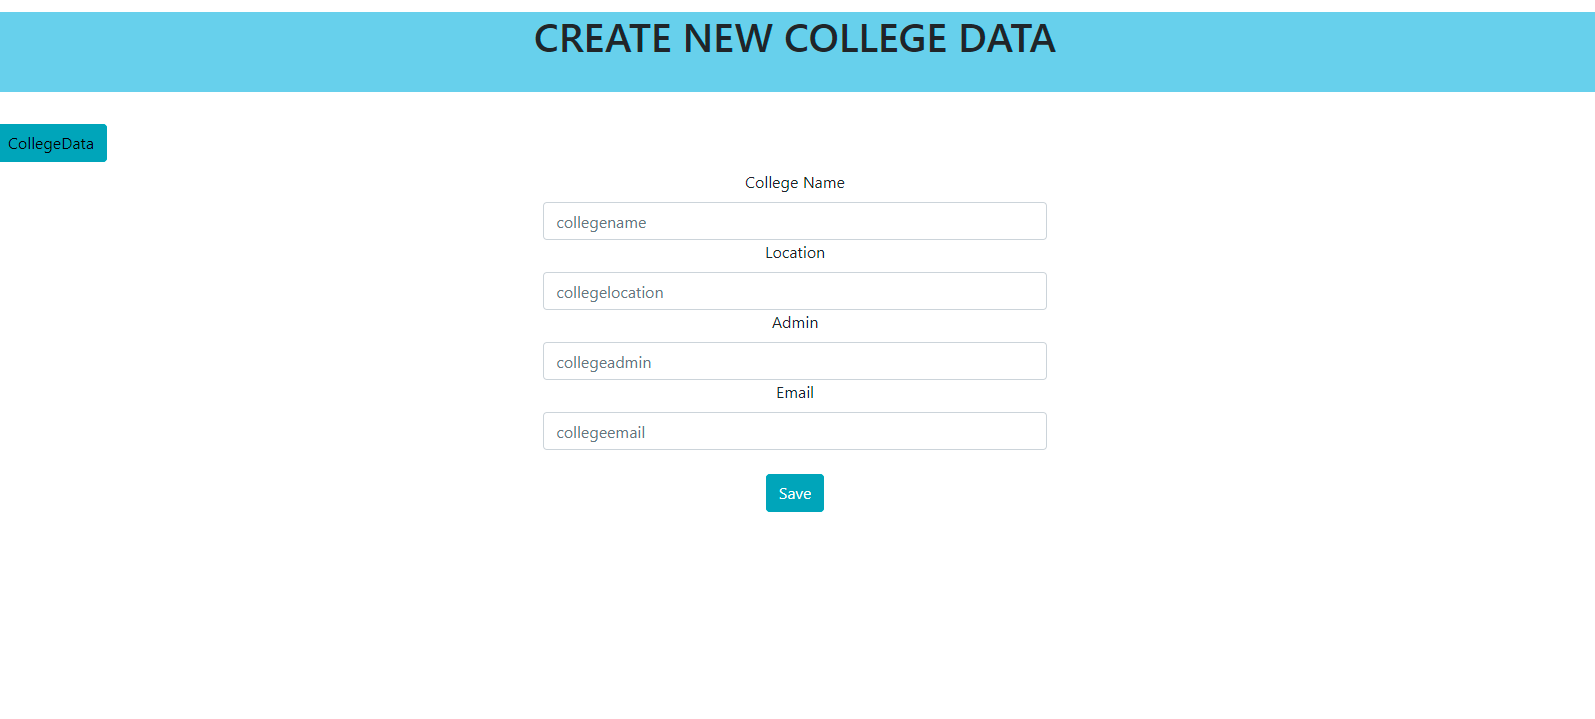 CREATE NEW COLLEGE DATA
CollegeData
College Name
collegename
Location
collegelocation
Admin
collegeadmin
Email
collegeemail
Save